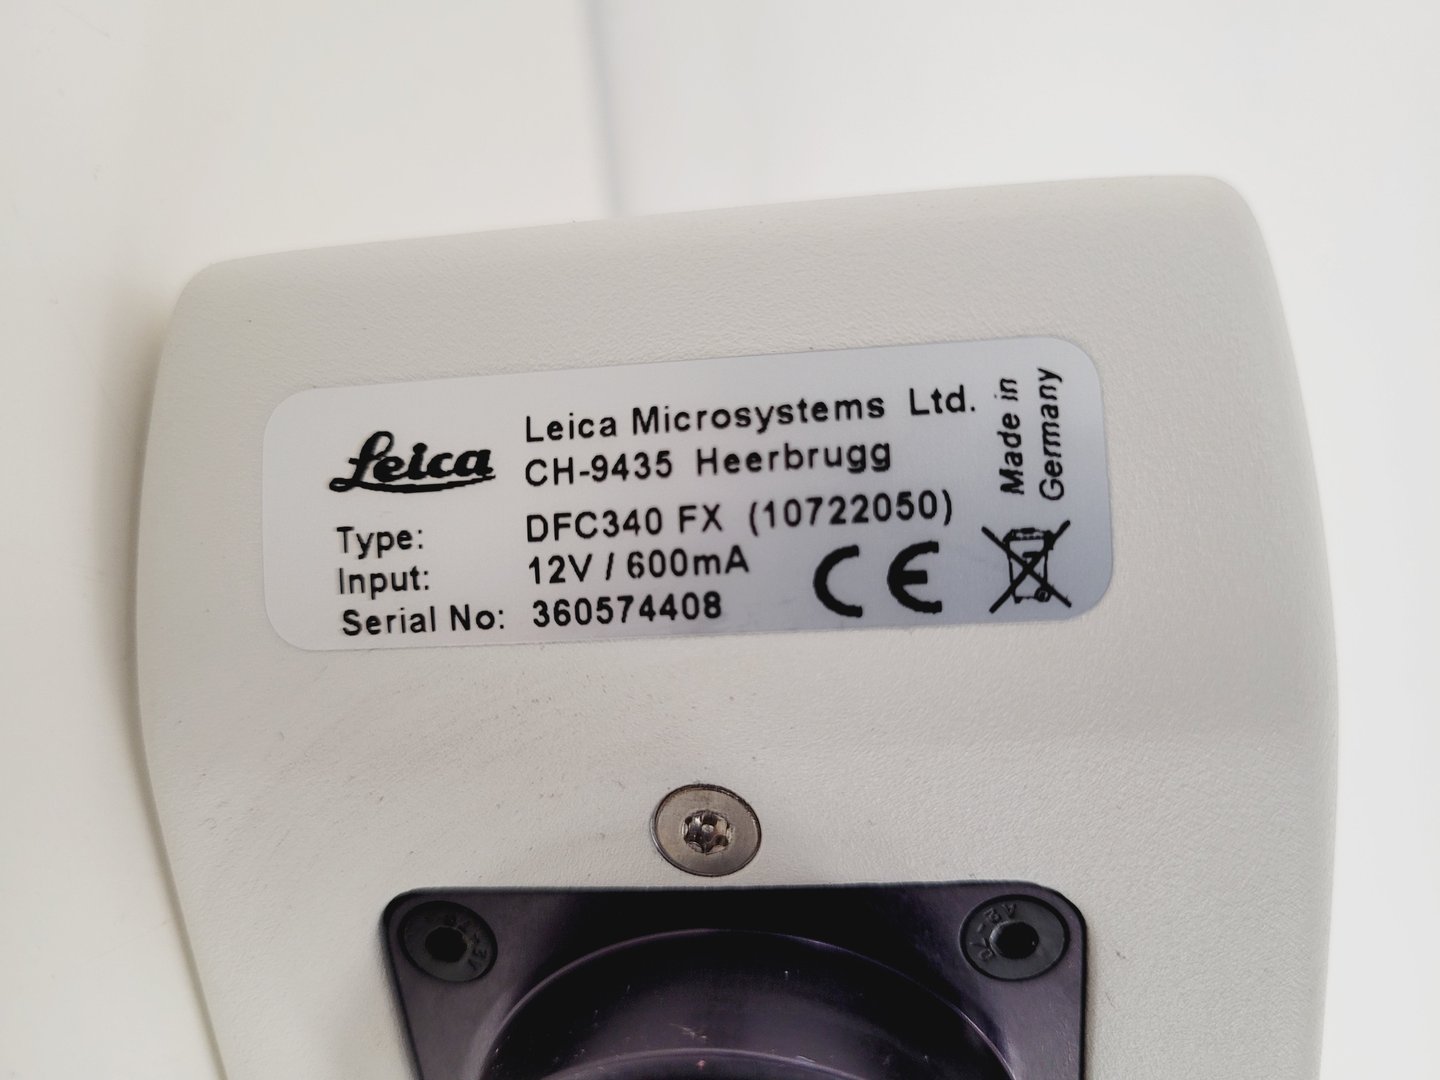 Leica
Leica Microsystems Ltd.
CH-9435 Heerbrugg
Type: DFC340 FX (10722050)
Input: 12V / 600mA
Serial No: 360574408
CE
Made in
Germany